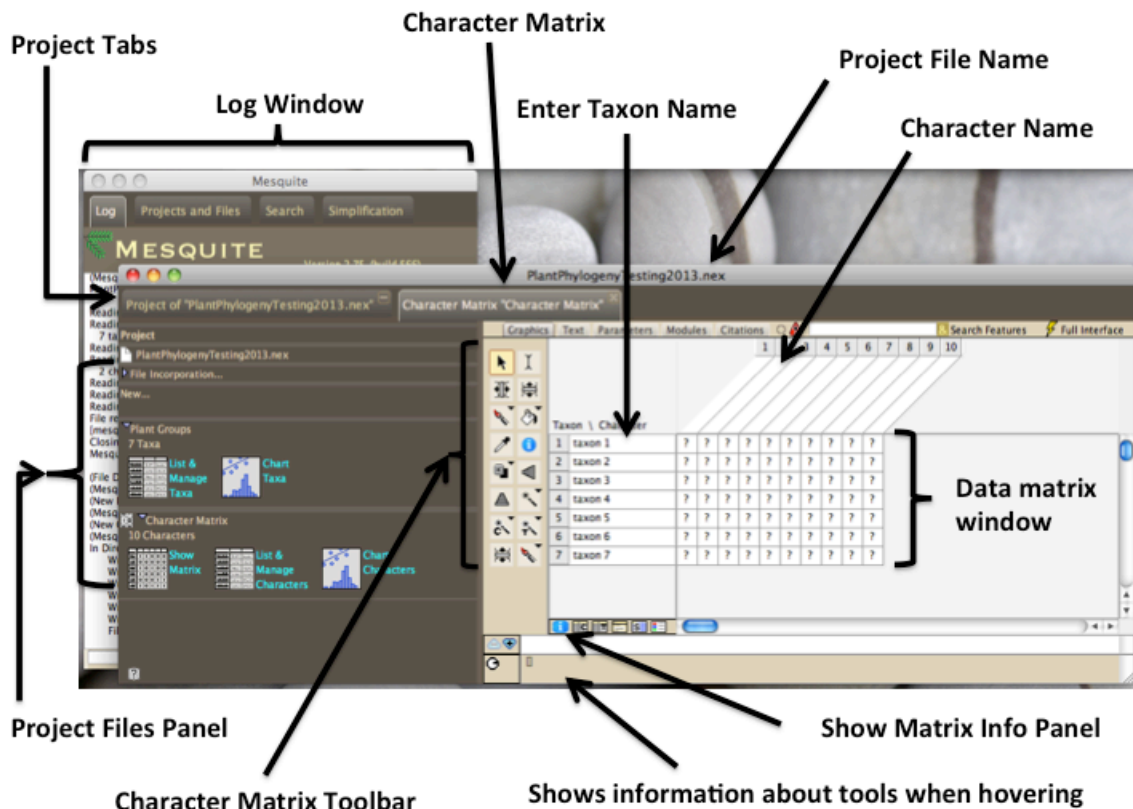 Character Matrix
Project Tabs
Project File Name
Log Window
Enter Taxon Name
Character Name
Mesquite
Log Projects and Files Search Simplification
MESQUITE
PlantPhylogenyTesting2013.nex
Project of "PlantPhylogenyTesting2013.nex" Character Matrix "Character Matrix"
Graphics Text Parameters Modules Citations Search Features Full Interface
Project
PlantPhylogenyTesting2013.nex
File Incorporation...
New...
1 3 4 5 6 7 8 9 10
Plant Groups
7 Taxa
List & Manage Taxa
Chart Taxa
Character Matrix
10 Characters
Show Matrix
List & Manage Characters
Chart Characters
Taxon \ Character
1 taxon 1 ? ? ? ? ? ? ? ? ? ?
2 taxon 2 ? ? ? ? ? ? ? ? ? ?
3 taxon 3 ? ? ? ? ? ? ? ? ? ?
4 taxon 4 ? ? ? ? ? ? ? ? ? ?
5 taxon 5 ? ? ? ? ? ? ? ? ? ?
6 taxon 6 ? ? ? ? ? ? ? ? ? ?
7 taxon 7 ? ? ? ? ? ? ? ? ? ?
Data matrix
window
Project Files Panel
Show Matrix Info Panel
Character Matrix Toolbar
Shows information about tools when hovering